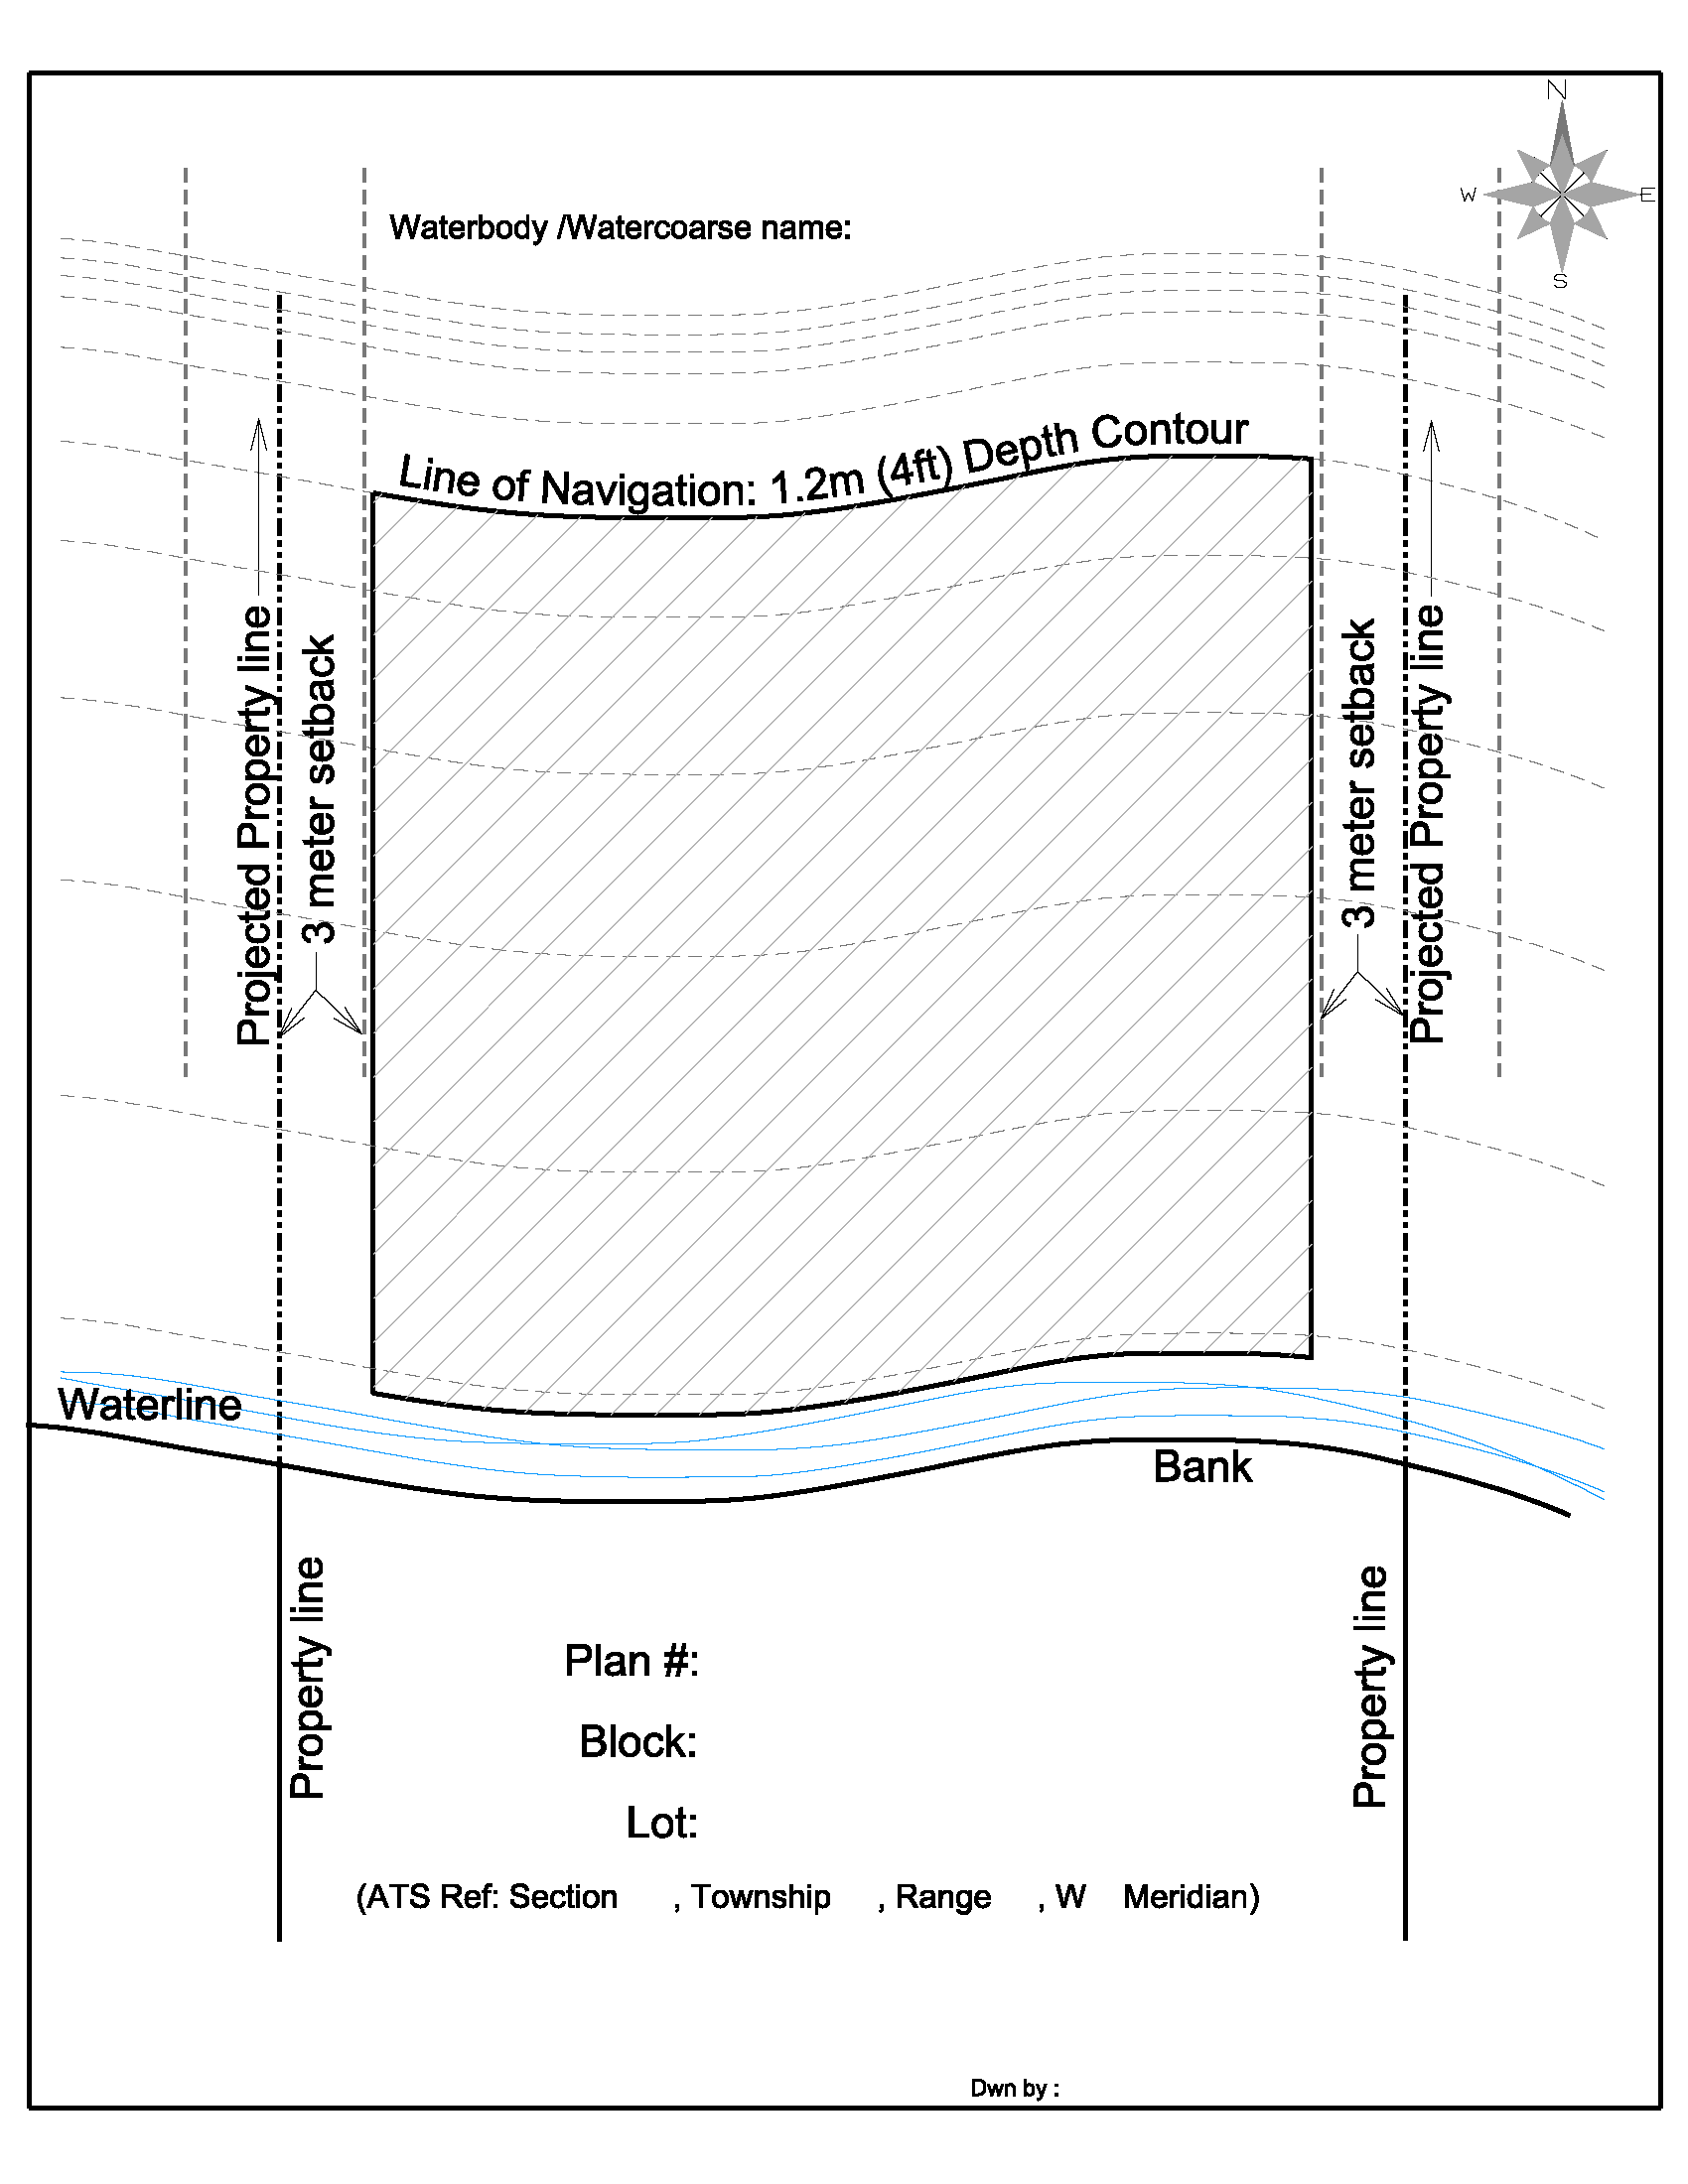 N
W E
S
Waterbody /Watercoarse name:
Line of Navigation: 1.2m (4ft) Depth Contour
Projected Property line
3 meter setback
3 meter setback
Projected Property line
Waterline
Bank
Property line
Property line
Plan #:
Block:
Lot:
(ATS Ref: Section , Township , Range , W Meridian)
Dwn by :